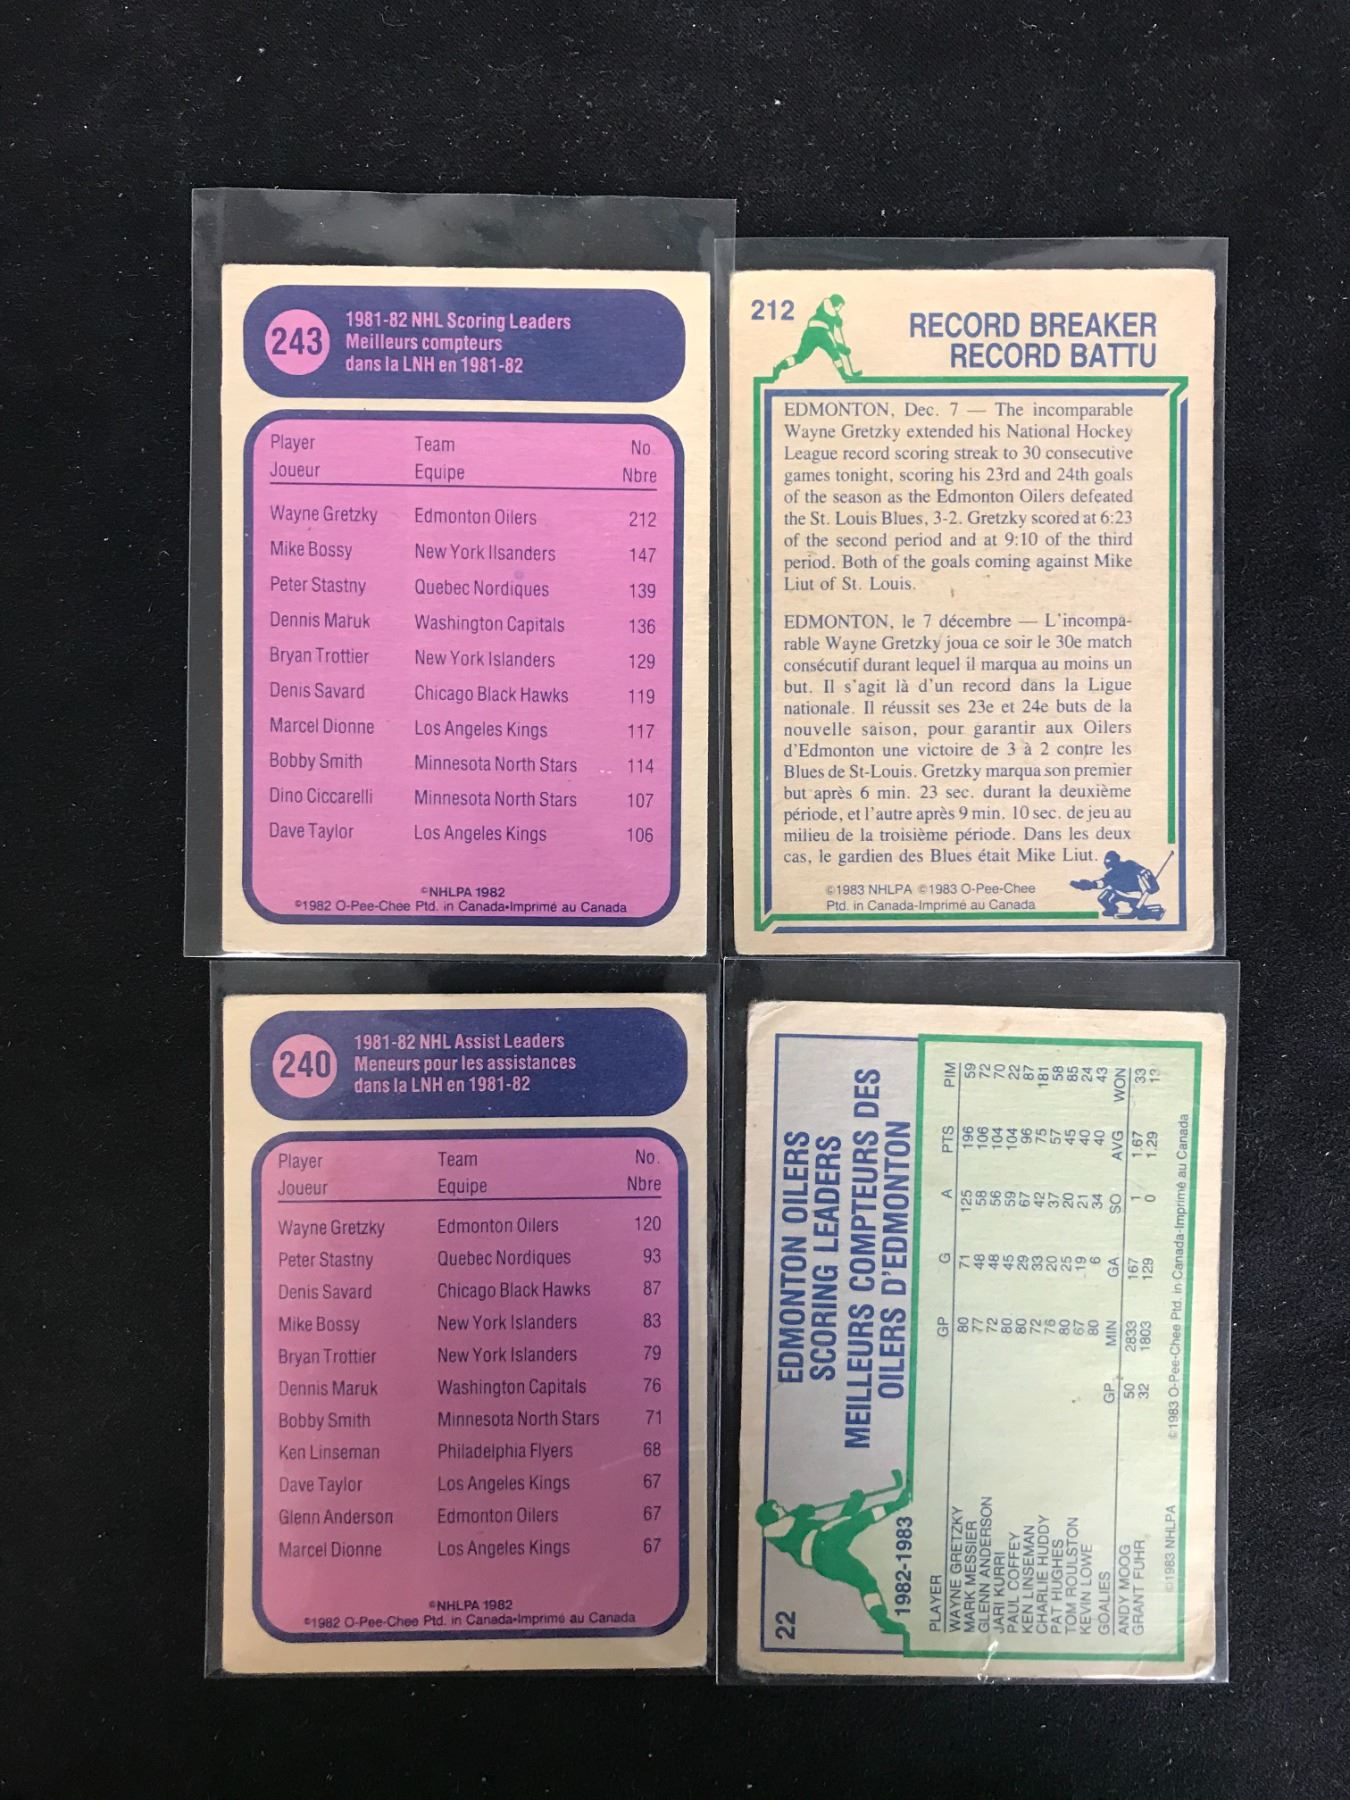 243
1981-82 NHL Scoring Leaders
Meilleurs compteurs
dans la LNH en 1981-82
Player Team No.
Joueur Equipe Nbre
Wayne Gretzky Edmonton Oilers 212
Mike Bossy New York Ilsanders 147
Peter Stastny Quebec Nordiques 139
Dennis Maruk Washington Capitals 136
Bryan Trottier New York Islanders 129
Denis Savard Chicago Black Hawks 119
Marcel Dionne Los Angeles Kings 117
Bobby Smith Minnesota North Stars 114
Dino Ciccarelli Minnesota North Stars 107
Dave Taylor Los Angeles Kings 106
©NHLPA 1982
©1982 O-Pee-Chee Ptd. in Canada•Imprimé au Canada
212
RECORD BREAKER
RECORD BATTU
EDMONTON, Dec. 7 — The incomparable
Wayne Gretzky extended his National Hockey
League record scoring streak to 30 consecutive
games tonight, scoring his 23rd and 24th goals
of the season as the Edmonton Oilers defeated
the St. Louis Blues, 3-2. Gretzky scored at 6:23
of the second period and at 9:10 of the third
period. Both of the goals coming against Mike
Liut of St. Louis.
EDMONTON, le 7 décembre — L'incompa-
rable Wayne Gretzky joua ce soir le 30e match
consécutif durant lequel il marqua au moins un
but. Il s'agit là d'un record dans la Ligue
nationale. Il réussit ses 23e et 24e buts de la
nouvelle saison, pour garantir aux Oilers
d'Edmonton une victoire de 3 à 2 contre les
Blues de St-Louis. Gretzky marqua son premier
but après 6 min. 23 sec. durant la deuxième
période, et l'autre après 9 min. 10 sec. de jeu au
milieu de la troisième période. Dans les deux
cas, le gardien des Blues était Mike Liut.
©1983 NHLPA ©1983 O-Pee-Chee
Ptd. in Canada-Imprimé au Canada
240
1981-82 NHL Assist Leaders
Meneurs pour les assistances
dans la LNH en 1981-82
Player Team No.
Joueur Equipe Nbre
Wayne Gretzky Edmonton Oilers 120
Peter Stastny Quebec Nordiques 93
Denis Savard Chicago Black Hawks 87
Mike Bossy New York Islanders 83
Bryan Trottier New York Islanders 79
Dennis Maruk Washington Capitals 76
Bobby Smith Minnesota North Stars 71
Ken Linseman Philadelphia Flyers 68
Dave Taylor Los Angeles Kings 67
Glenn Anderson Edmonton Oilers 67
Marcel Dionne Los Angeles Kings 67
©NHLPA 1982
©1982 O-Pee-Chee Ptd. in Canada•Imprimé au Canada
22
EDMONTON OILERS
SCORING LEADERS
MEILLEURS COMPTEURS DES
OILERS D'EDMONTON
1982-1983
PLAYER GP G A PTS PIM
WAYNE GRETZKY 80 71 125 196 59
MARK MESSIER 77 48 58 106 72
GLENN ANDERSON 72 48 56 104 70
JARI KURRI 80 45 59 104 22
PAUL COFFEY 80 29 67 96 87
KEN LINSEMAN 72 33 42 75 181
CHARLIE HUDDY 76 20 37 57 58
PAT HUGHES 80 25 20 45 85
TOM ROULSTON 67 19 21 40 24
KEVIN LOWE 80 6 34 40 43
GOALIES GP MIN GA SO AVG WON
ANDY MOOG 50 2833 167 1 1.67 33
GRANT FUHR 32 1803 129 0 1.29 13
©1983 NHLPA ©1983 O-Pee-Chee Ptd. in Canada-Imprimé au Canada